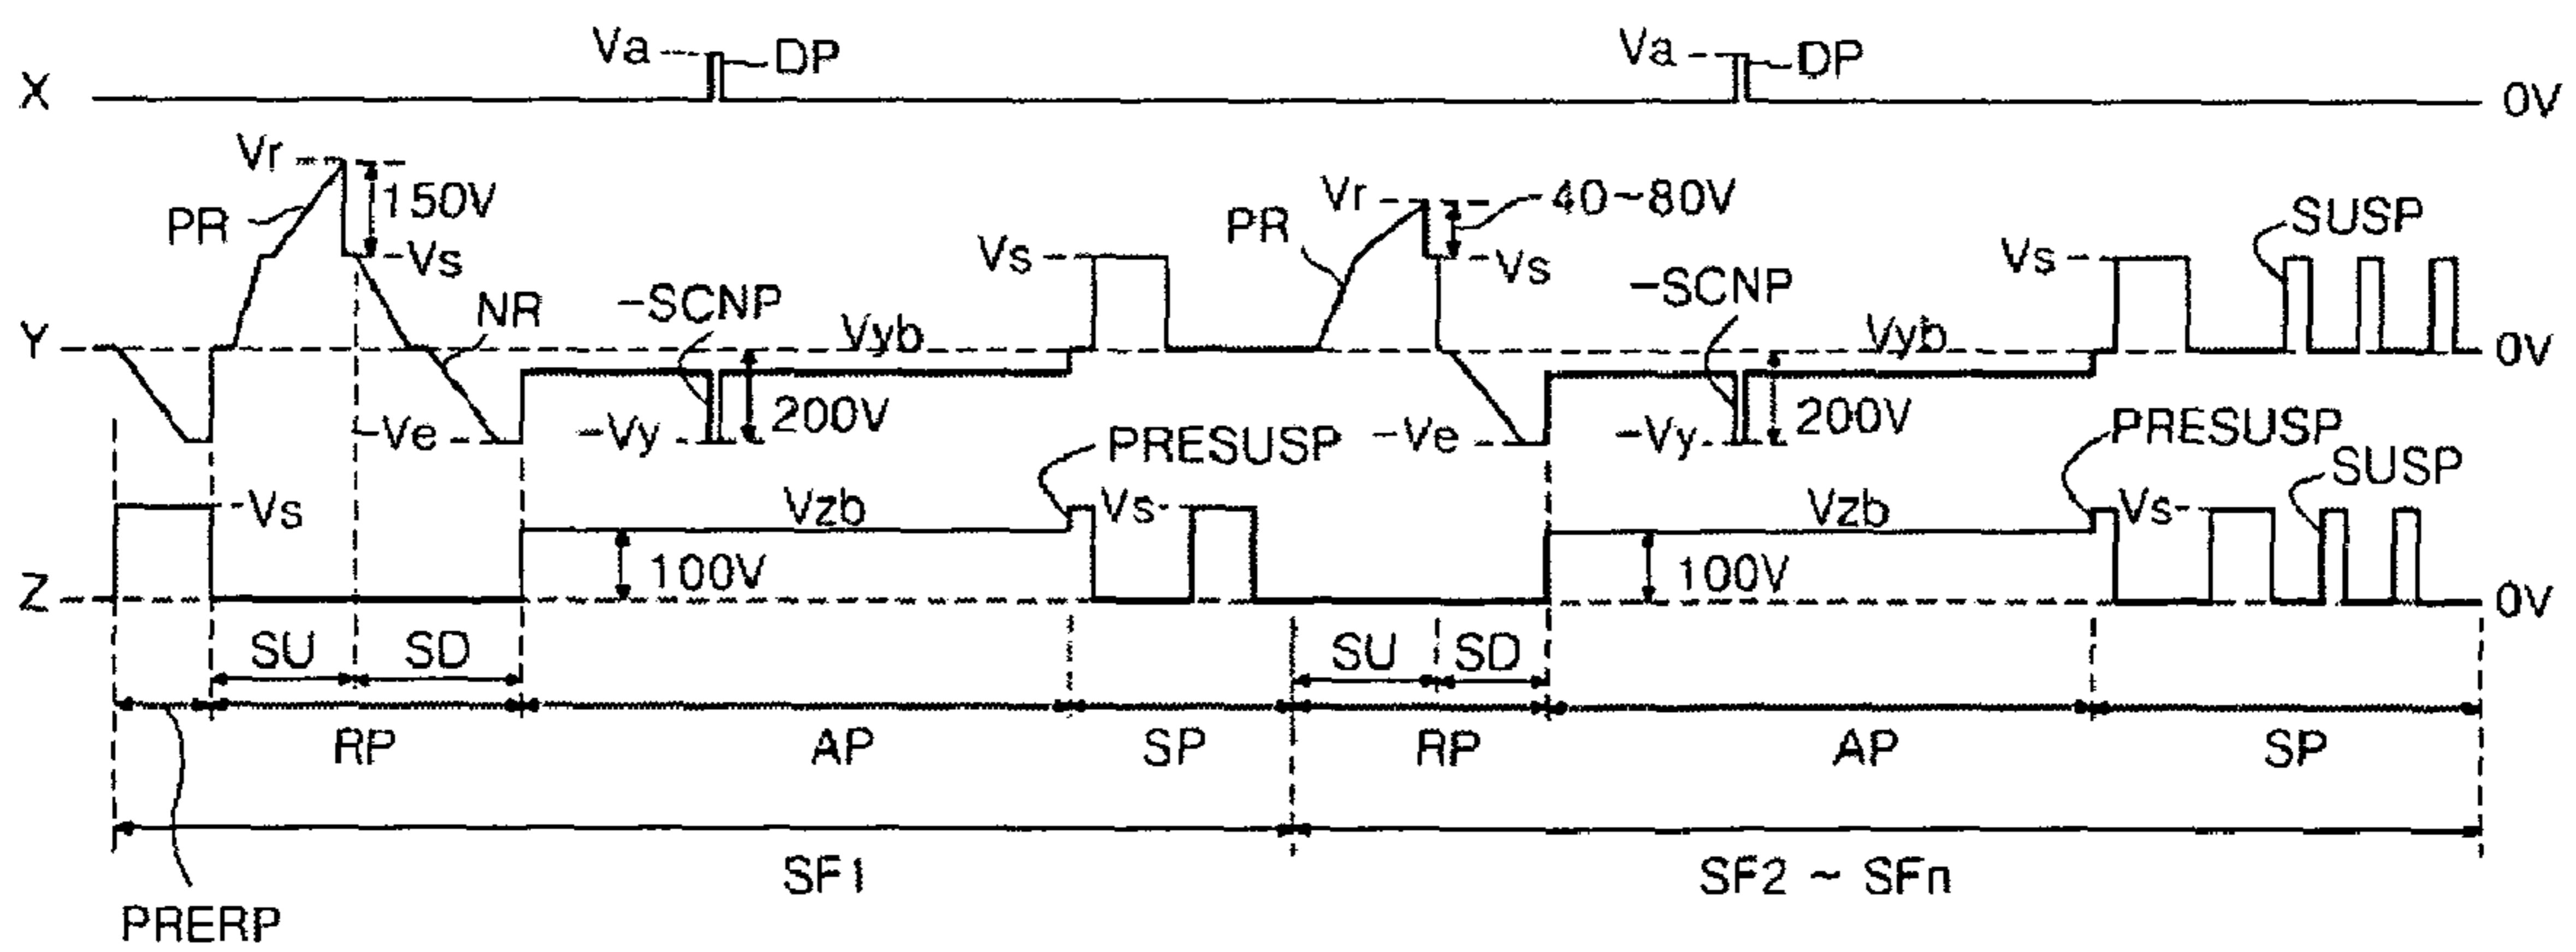 X Va DP Va DP 0V
Vr 150V PR -Vs NR Vr 40~80V PR -Vs SUSP
Y -SCNP Vyb Vs -SCNP Vyb Vs 0V
-Ve -Vy 200V -Ve -Vy 200V
PRESUSP PRESUSP SUSP
Z -Vs Vzb 100V Vs- Vzb 100V Vs- 0V
SU SD SU SD
RP AP SP RP AP SP
SF1 SF2 ~ SFn
PRERP